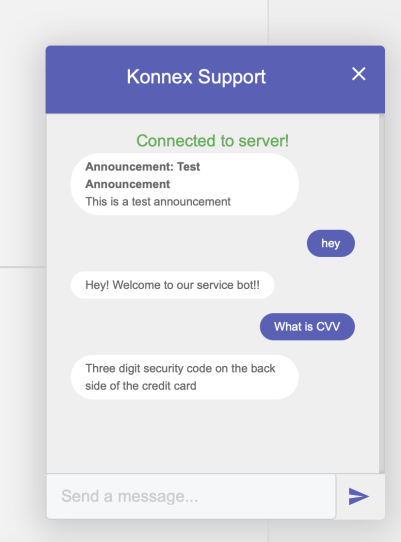 Konnex Support
Connected to server!
Announcement: Test
Announcement
This is a test announcement
hey
Hey! Welcome to our service bot!!
What is CVV
Three digit security code on the back
side of the credit card
Send a message...